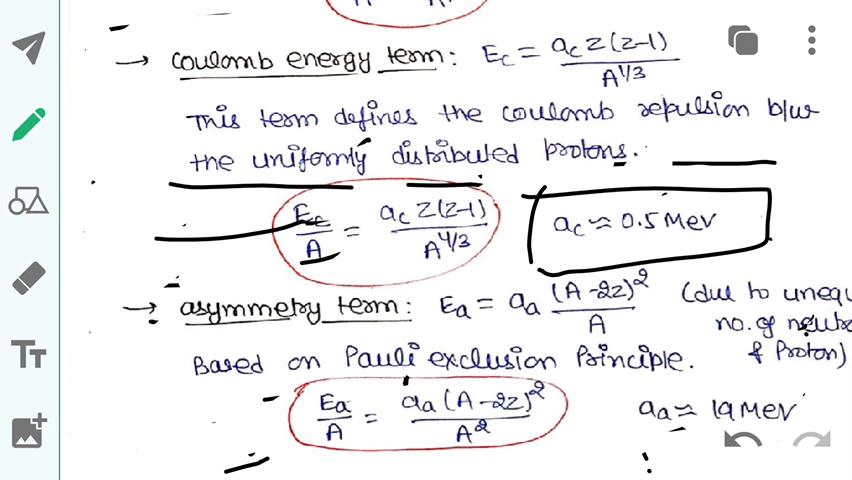 → Coulomb energy term: Ec = ac Z(Z-1) / A^1/3
This term defines the coulomb repulsion b/w
the uniformly distributed protons.
Ec/A = ac Z(Z-1) / A^4/3
ac ≈ 0.5 MeV
→ asymmetry term: Ea = aa (A-2Z)^2 / A (due to unequ
no. of neutr
& Proton)
Based on Pauli exclusion Principle.
Ea/A = aa (A-2Z)^2 / A^2
aa ≈ 19 MeV
TT